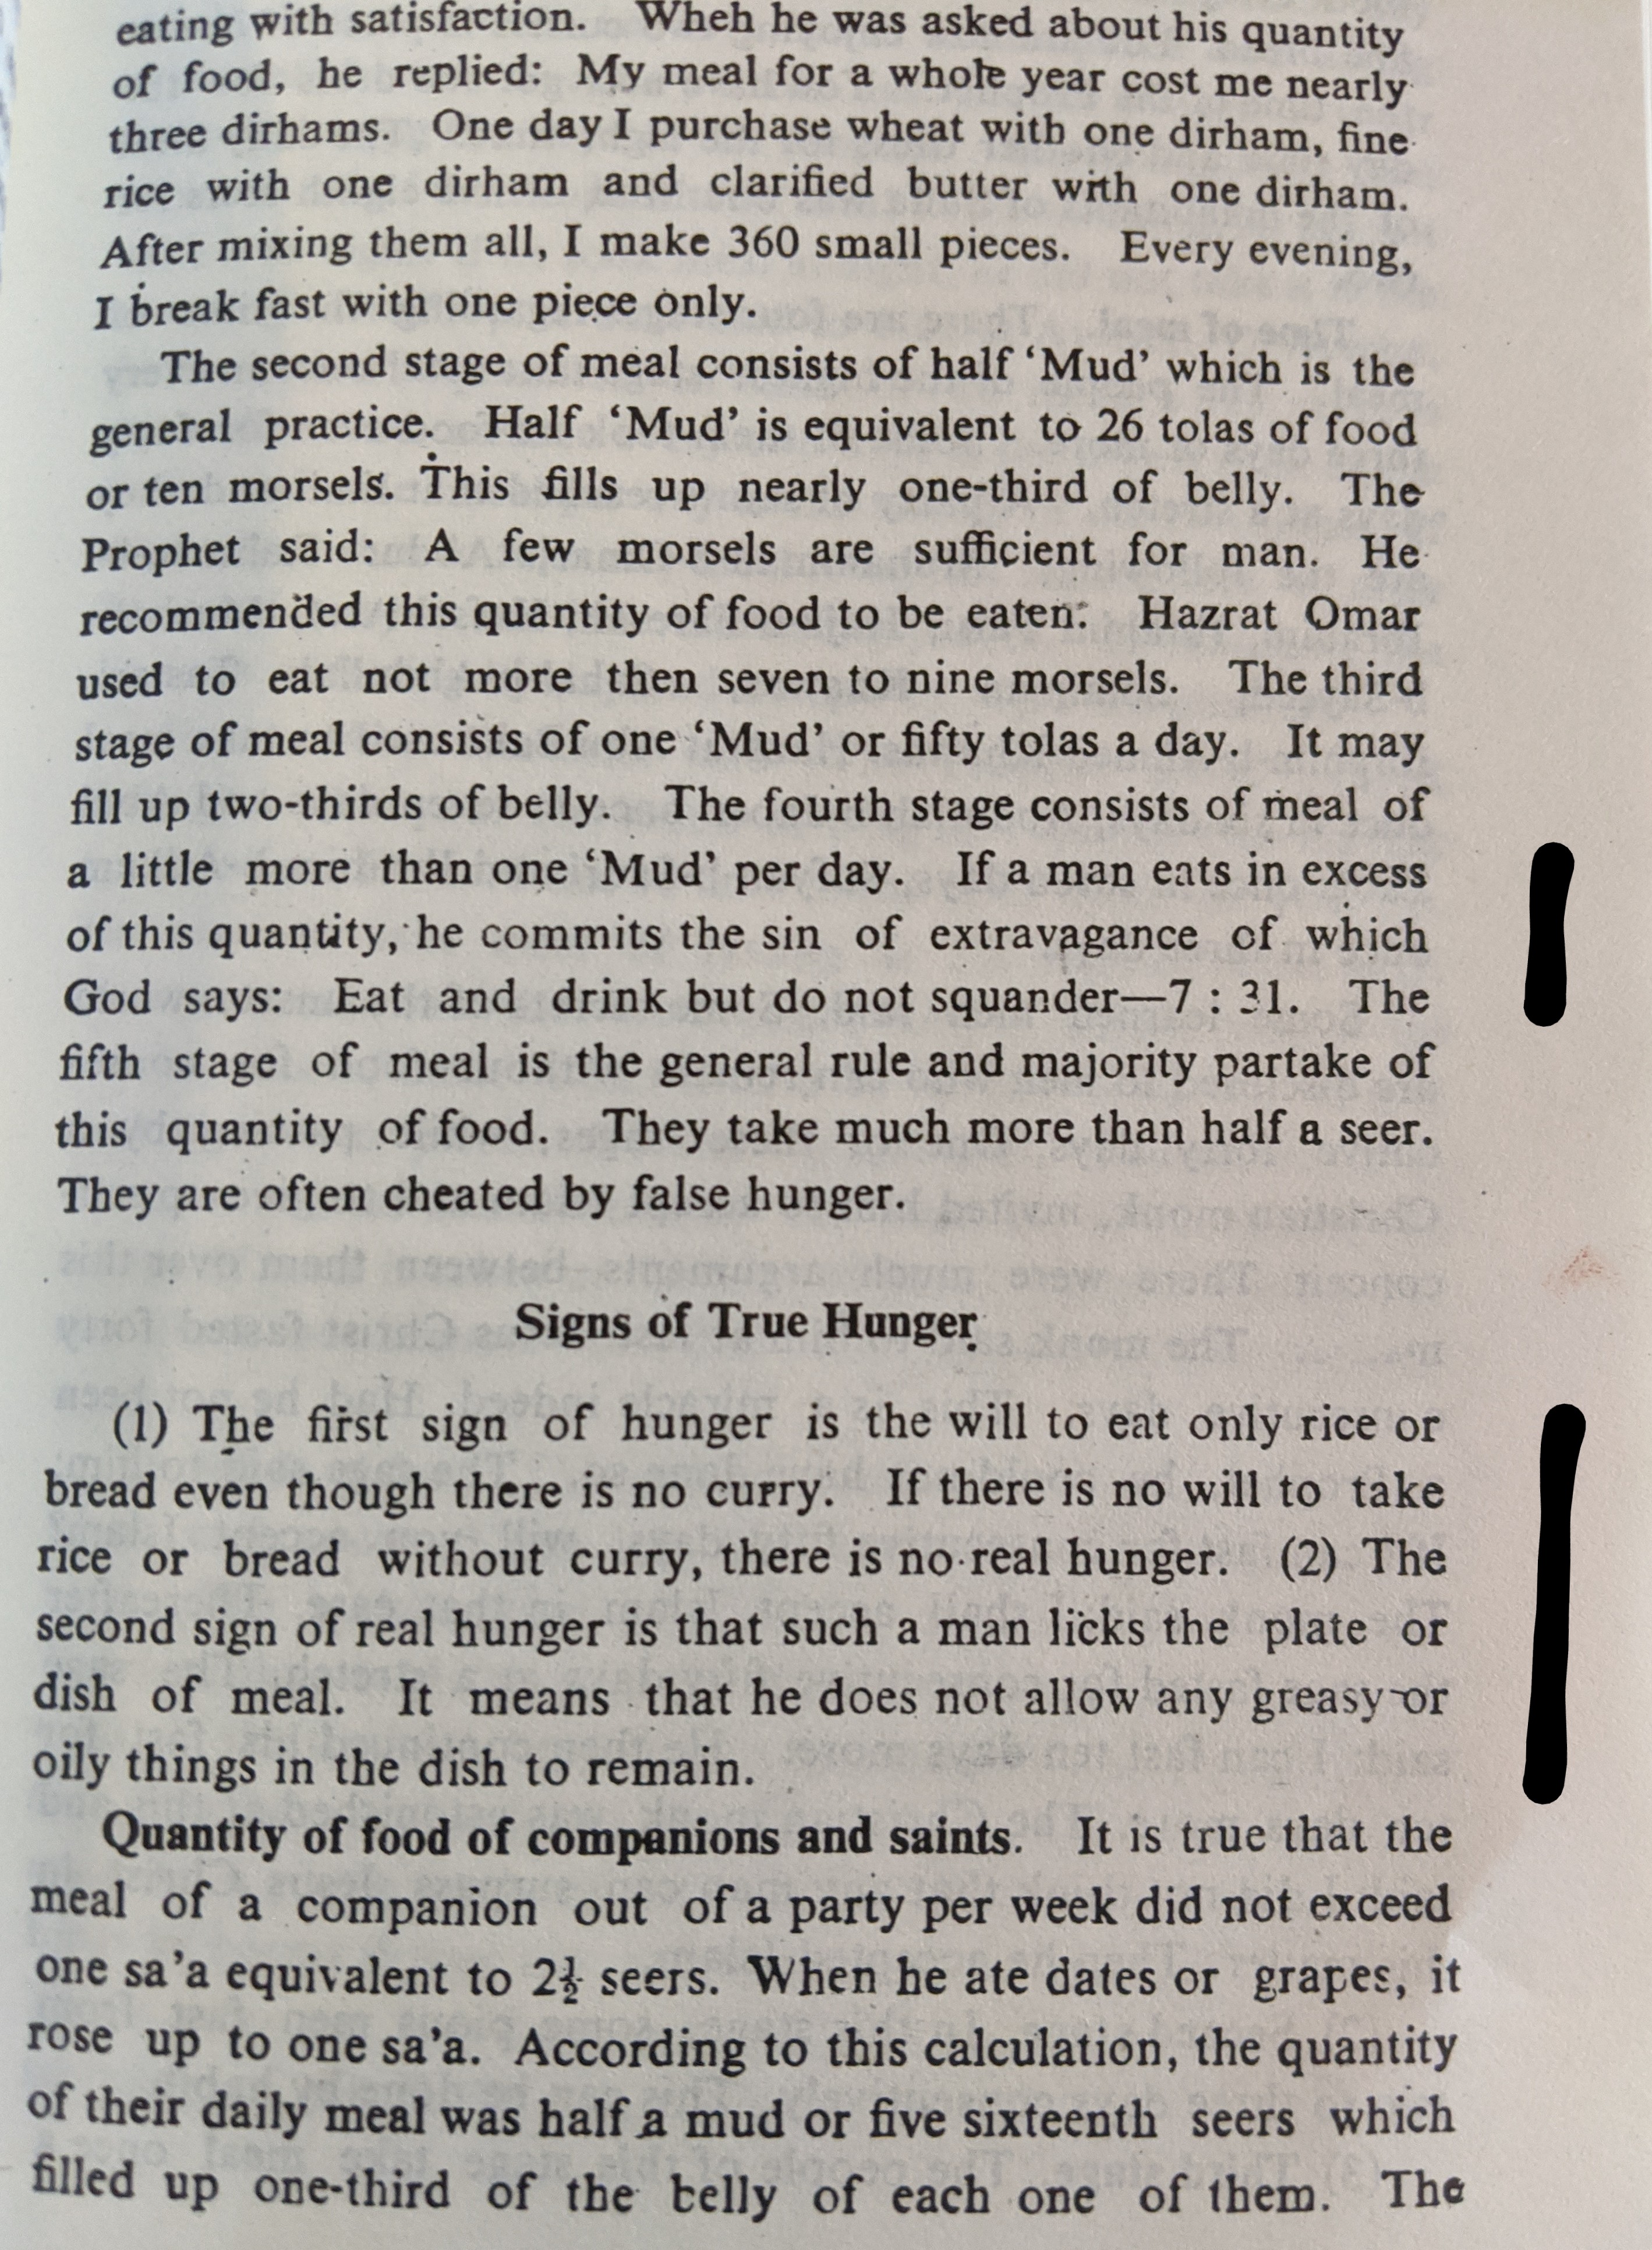 eating with satisfaction. Wheh he was asked about his quantity
of food, he replied: My meal for a whole year cost me nearly
three dirhams. One day I purchase wheat with one dirham, fine
rice with one dirham and clarified butter with one dirham.
After mixing them all, I make 360 small pieces. Every evening,
I break fast with one piece only.
The second stage of meal consists of half ‘Mud’ which is the
general practice. Half ‘Mud’ is equivalent to 26 tolas of food
or ten morsels. This fills up nearly one-third of belly. The
Prophet said: A few morsels are sufficient for man. He
recommended this quantity of food to be eaten. Hazrat Omar
used to eat not more then seven to nine morsels. The third
stage of meal consists of one ‘Mud’ or fifty tolas a day. It may
fill up two-thirds of belly. The fourth stage consists of meal of
a little more than one ‘Mud’ per day. If a man eats in excess
of this quantity, he commits the sin of extravagance of which
God says: Eat and drink but do not squander—7 : 31. The
fifth stage of meal is the general rule and majority partake of
this quantity of food. They take much more than half a seer.
They are often cheated by false hunger.
Signs of True Hunger
(1) The first sign of hunger is the will to eat only rice or
bread even though there is no curry. If there is no will to take
rice or bread without curry, there is no real hunger. (2) The
second sign of real hunger is that such a man licks the plate or
dish of meal. It means that he does not allow any greasy or
oily things in the dish to remain.
Quantity of food of companions and saints. It is true that the
meal of a companion out of a party per week did not exceed
one sa’a equivalent to 2½ seers. When he ate dates or grapes, it
rose up to one sa’a. According to this calculation, the quantity
of their daily meal was half a mud or five sixteenth seers which
filled up one-third of the belly of each one of them. The